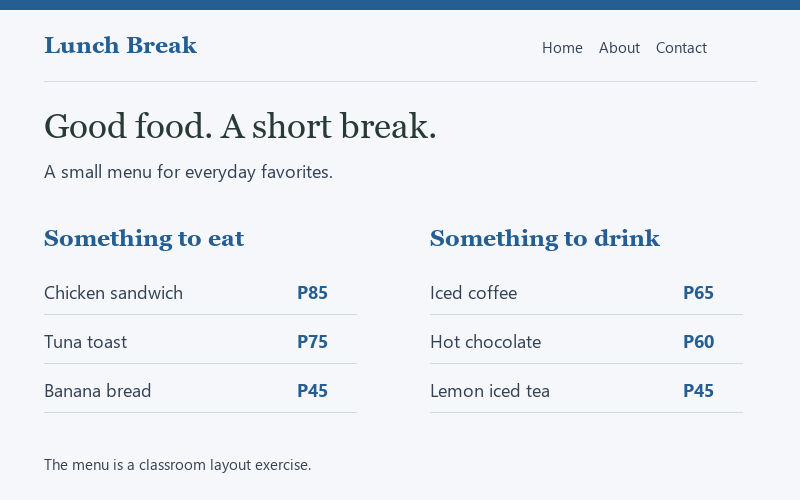 Lunch Break
Home About Contact
Good food. A short break.
A small menu for everyday favorites.
Something to eat
Chicken sandwich P85
Tuna toast P75
Banana bread P45
Something to drink
Iced coffee P65
Hot chocolate P60
Lemon iced tea P45
The menu is a classroom layout exercise.